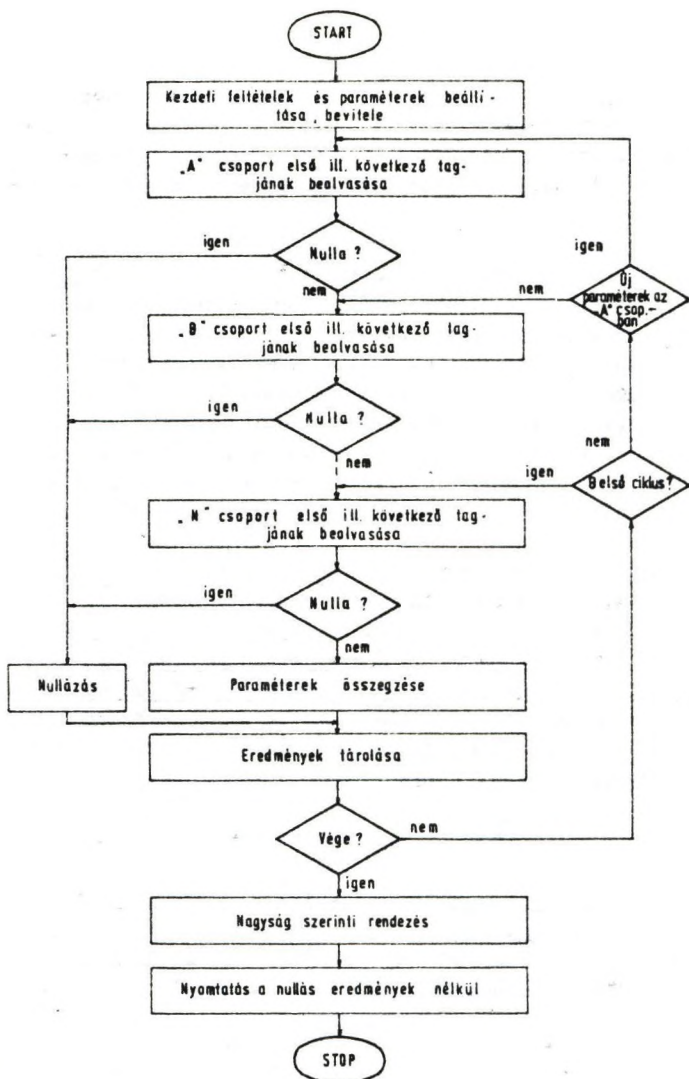 START
Kezdeti feltételek és paraméterek beálli-
tása, bevitele
„A" csoport első ill. következő tag-
jának beolvasása
igen
Nulla ?
nem
igen
Új
paraméterek az
„A" csop.-
ban
nem
„B" csoport első ill. következő tag-
jának beolvasása
igen
Nulla ?
nem
nem
igen
Belső ciklus?
„N" csoport első ill. következő tag-
jának beolvasása
igen
Nulla ?
nem
Nullázás
Paraméterek összegzése
Eredmények tárolása
Vége ?
nem
igen
Nagyság szerinti rendezés
Nyomtatás a nullás eredmények nélkül
STOP